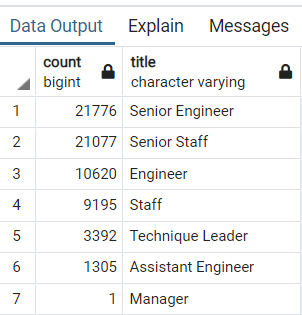 Data Output Explain Messages
count title
bigint character varying
1 21776 Senior Engineer
2 21077 Senior Staff
3 10620 Engineer
4 9195 Staff
5 3392 Technique Leader
6 1305 Assistant Engineer
7 1 Manager